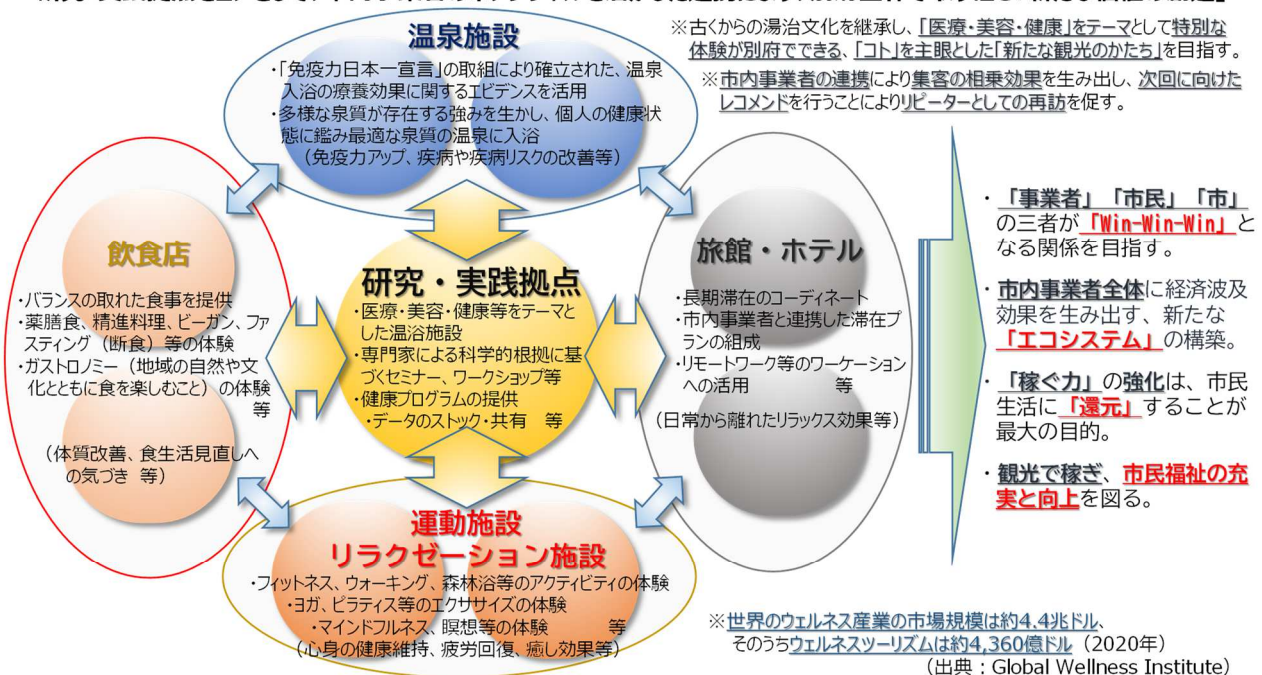 温泉施設
・「免疫力日本一宣言」の取組により確立された、温泉
入浴の療養効果に関するエビデンスを活用
・多様な泉質が存在する強みを生かし、個人の健康状
態に鑑み最適な泉質の温泉に入浴
（免疫力アップ、疾病や疾病リスクの改善等）
※古くからの湯治文化を継承し、「医療・美容・健康」をテーマとして特別な
体験が別府でできる、「コト」を主眼とした「新たな観光のかたち」を目指す。
※市内事業者の連携により集客の相乗効果を生み出し、次回に向けた
レコメンドを行うことによりリピーターとしての再訪を促す。
飲食店
・バランスの取れた食事を提供
・薬膳食、精進料理、ビーガン、ファ
スティング（断食）等の体験
・ガストロノミー（地域の自然や文
化とともに食を楽しむこと）の体験
等
（体質改善、食生活見直しへ
の気づき 等）
研究・実践拠点
・医療・美容・健康等をテーマと
した温浴施設
・専門家による科学的根拠に基
づくセミナー、ワークショップ等
・健康プログラムの提供
・データのストック・共有 等
旅館・ホテル
・長期滞在のコーディネート
・市内事業者と連携した滞在プ
ランの組成
・リモートワーク等のワーケーション
への活用 等
（日常から離れたリラックス効果等）
運動施設
リラクゼーション施設
・フィットネス、ウォーキング、森林浴等のアクティビティの体験
・ヨガ、ピラティス等のエクササイズの体験
・マインドフルネス、瞑想等の体験 等
（心身の健康維持、疲労回復、癒し効果等）
・「事業者」「市民」「市」
の三者が「Win-Win-Win」と
なる関係を目指す。
・市内事業者全体に経済波及
効果を生み出す、新たな
「エコシステム」の構築。
・「稼ぐ力」の強化は、市民
生活に「還元」することが
最大の目的。
・観光で稼ぎ、市民福祉の充
実と向上を図る。
※世界のウェルネス産業の市場規模は約4.4兆ドル、
そのうちウェルネスツーリズムは約4,360億ドル（2020年）
（出典：Global Wellness Institute）